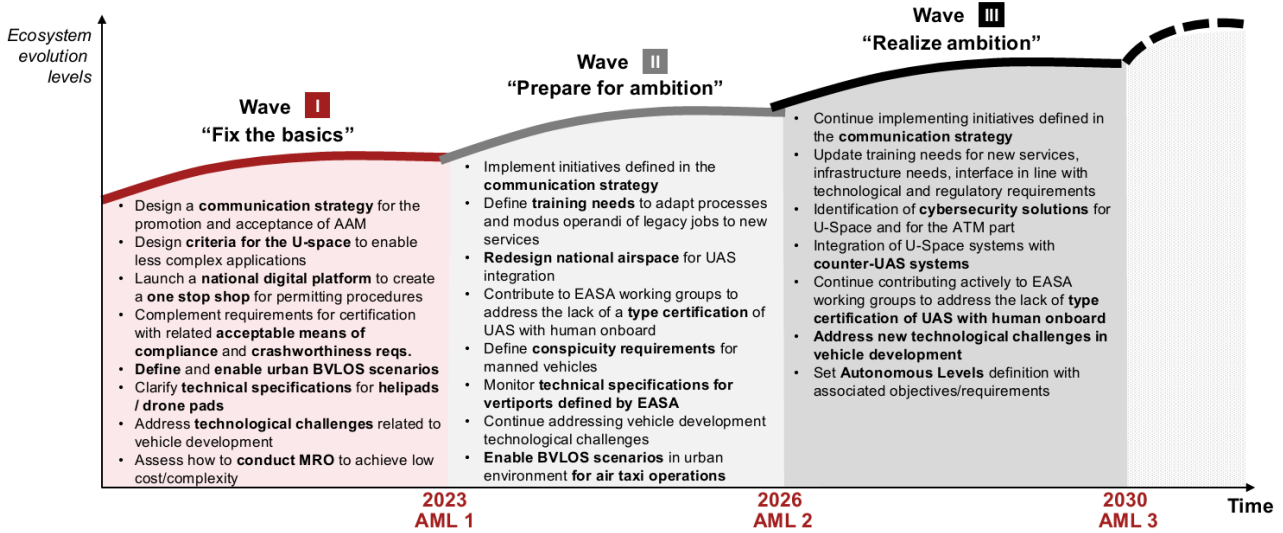 Ecosystem
evolution
levels
Wave I
“Fix the basics”
• Design a communication strategy for the
promotion and acceptance of AAM
• Design criteria for the U-space to enable
less complex applications
• Launch a national digital platform to create
a one stop shop for permitting procedures
• Complement requirements for certification
with related acceptable means of
compliance and crashworthiness reqs.
• Define and enable urban BVLOS scenarios
• Clarify technical specifications for helipads
/ drone pads
• Address technological challenges related to
vehicle development
• Assess how to conduct MRO to achieve low
cost/complexity
Wave II
“Prepare for ambition”
• Implement initiatives defined in the
communication strategy
• Define training needs to adapt processes
and modus operandi of legacy jobs to new
services
• Redesign national airspace for UAS
integration
• Contribute to EASA working groups to
address the lack of a type certification of
UAS with human onboard
• Define conspicuity requirements for
manned vehicles
• Monitor technical specifications for
vertiports defined by EASA
• Continue addressing vehicle development
technological challenges
• Enable BVLOS scenarios in urban
environment for air taxi operations
Wave III
“Realize ambition”
• Continue implementing initiatives defined in
the communication strategy
• Update training needs for new services,
infrastructure needs, interface in line with
technological and regulatory requirements
• Identification of cybersecurity solutions for
U-Space and for the ATM part
• Integration of U-Space systems with
counter-UAS systems
• Continue contributing actively to EASA
working groups to address the lack of type
certification of UAS with human onboard
• Address new technological challenges in
vehicle development
• Set Autonomous Levels definition with
associated objectives/requirements
2023
AML 1
2026
AML 2
2030
AML 3
Time